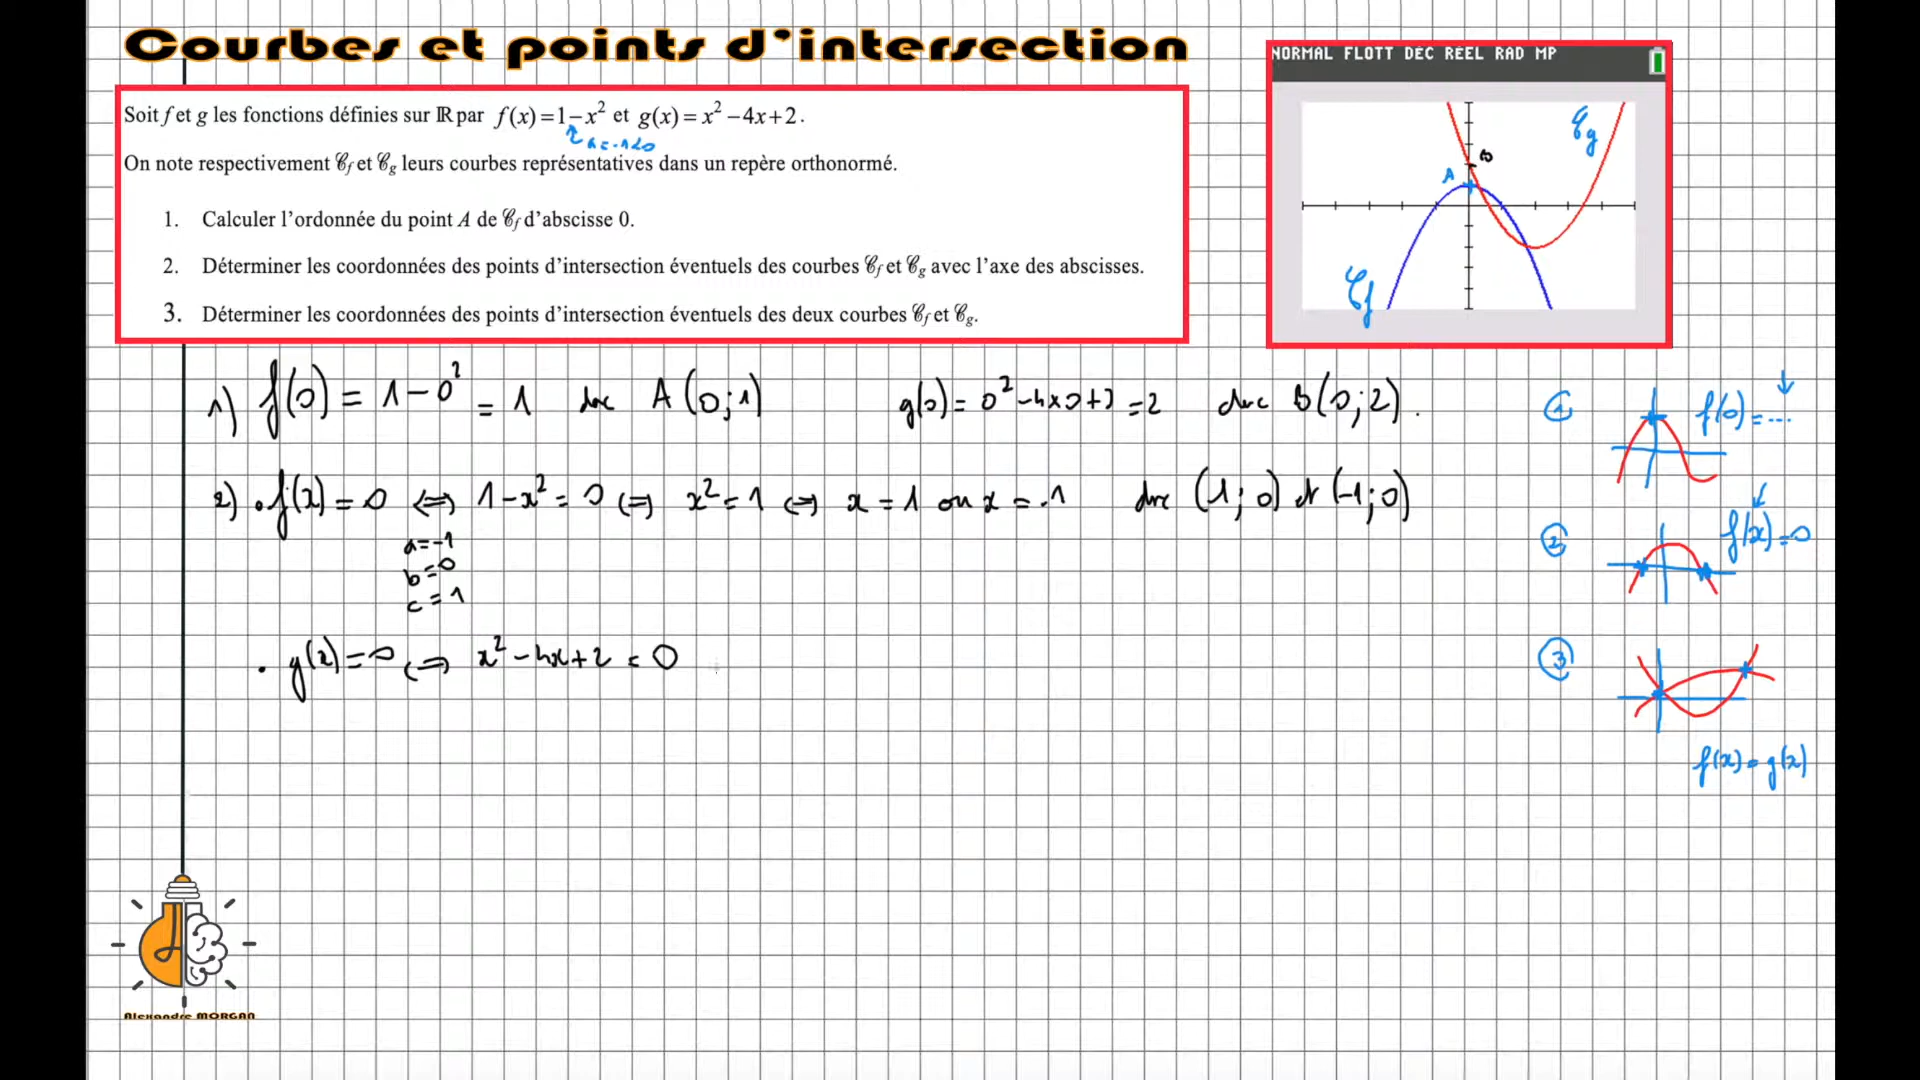 Courbes et points d'intersection
Soit f et g les fonctions définies sur ℝ par f(x)=1−x² et g(x)=x²−4x+2.
a=-1<0
On note respectivement 𝒞f et 𝒞g leurs courbes représentatives dans un repère orthonormé.
1. Calculer l'ordonnée du point A de 𝒞f d'abscisse 0.
2. Déterminer les coordonnées des points d'intersection éventuels des courbes 𝒞f et 𝒞g avec l'axe des abscisses.
3. Déterminer les coordonnées des points d'intersection éventuels des deux courbes 𝒞f et 𝒞g.
NORMAL FLOTT DÉC RÉEL RAD MP
𝒞g
B
A
𝒞f
1) f(0) = 1 − 0² = 1 donc A(0;1) g(0) = 0² − 4×0 + 2 = 2 donc B(0;2).
2) • f(x) = 0 ⇔ 1−x² = 0 ⇔ x² = 1 ⇔ x = 1 ou x = -1 donc (1;0) et (-1;0)
a=-1
b=0
c=1
• g(x)=0 ⇔ x²−4x+2 = 0
① f(0)=...
② f(x)=0
③
f(x)=g(x)
Alexandre MORGAN